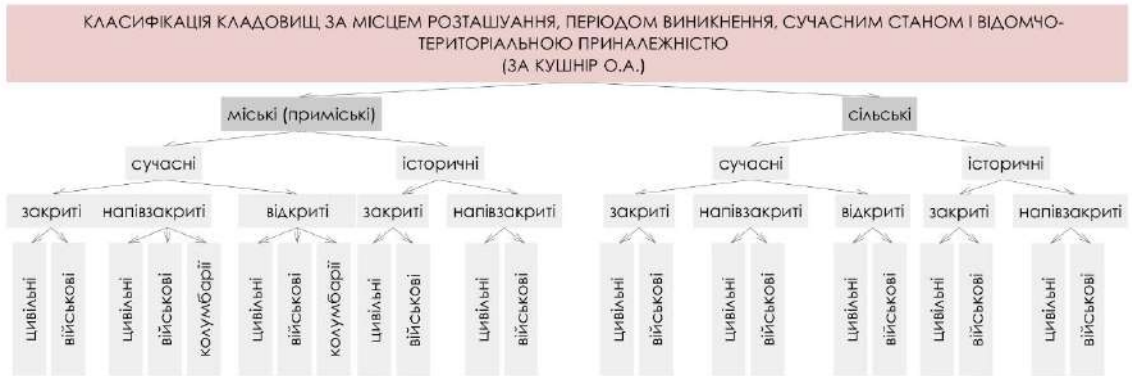 КЛАСИФІКАЦІЯ КЛАДОВИЩ ЗА МІСЦЕМ РОЗТАШУАННЯ, ПЕРІОДОМ ВИНИКНЕННЯ, СУЧАСНИМ СТАНОМ І ВІДОМЧО-
ТЕРИТОРІАЛЬНОЮ ПРИНАЛЕЖНІСТЮ
(ЗА КУШНІР О.А.)
міські (приміські) сільські
сучасні історичні сучасні історичні
закриті напівзакриті відкриті закриті напівзакриті закриті напівзакриті відкриті закриті напівзакриті
цивільні
військові
цивільні
військові
колумбарії
цивільні
військові
колумбарії
цивільні
військові
цивільні
військові
цивільні
військові
цивільні
військові
цивільні
військові
цивільні
військові
цивільні
військові